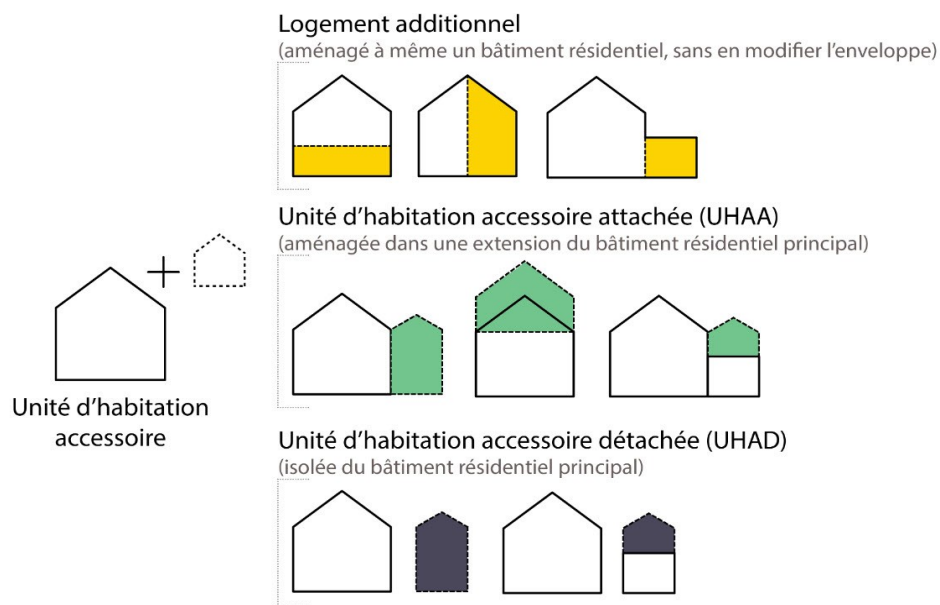 Logement additionnel
(aménagé à même un bâtiment résidentiel, sans en modifier l'enveloppe)
Unité d'habitation accessoire attachée (UHAA)
(aménagée dans une extension du bâtiment résidentiel principal)
Unité d'habitation
accessoire
Unité d'habitation accessoire détachée (UHAD)
(isolée du bâtiment résidentiel principal)